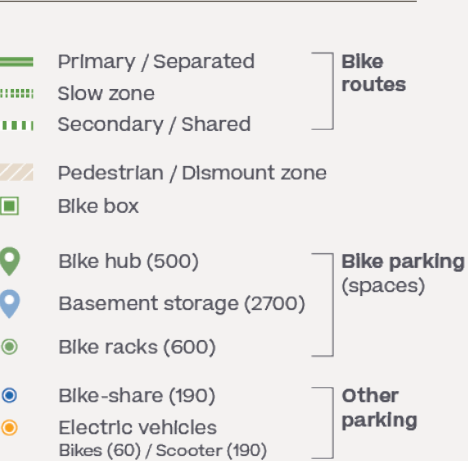 Primary / Separated
Slow zone
Secondary / Shared
Bike
routes
Pedestrian / Dismount zone
Bike box
Bike hub (500)
Basement storage (2700)
Bike racks (600)
Bike parking
(spaces)
Bike-share (190)
Electric vehicles
Bikes (60) / Scooter (190)
Other
parking